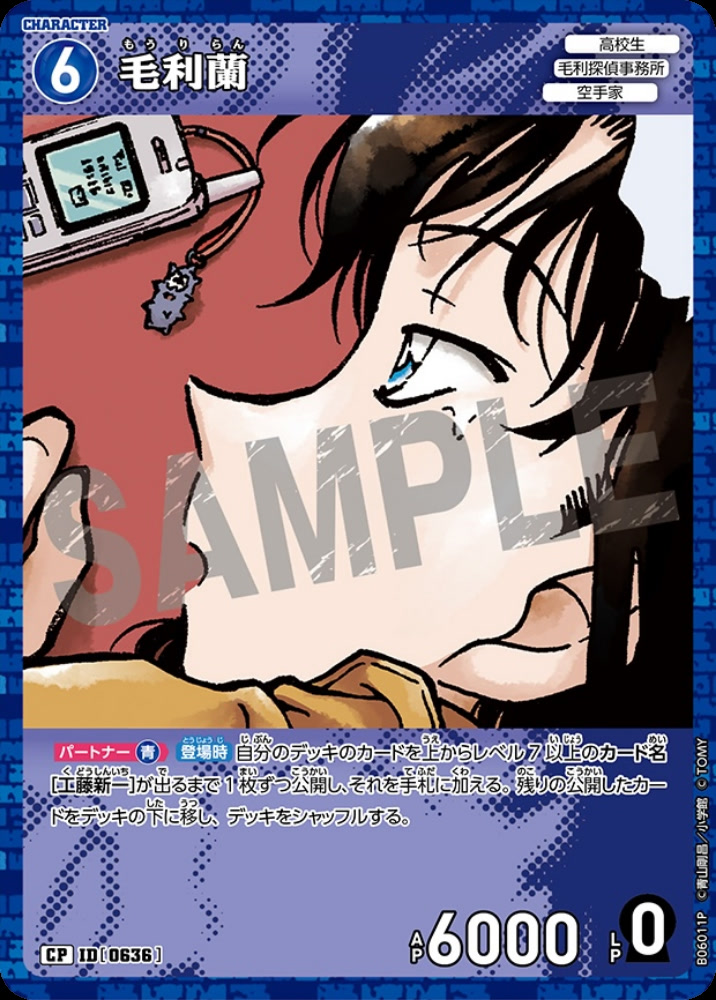 CHARACTER
6
もうりらん
毛利蘭
高校生
毛利探偵事務所
空手家
SAMPLE
パートナー 青 登場時 自分のデッキのカードを上からレベル7以上のカード名
[工藤新一]が出るまで1枚ずつ公開し、それを手札に加える。残りの公開したカー
ドをデッキの下に移し、デッキをシャッフルする。
CP ID[0636]
AP 6000
LP 0
B06011P ©青山剛昌/小学館 ©TOMY